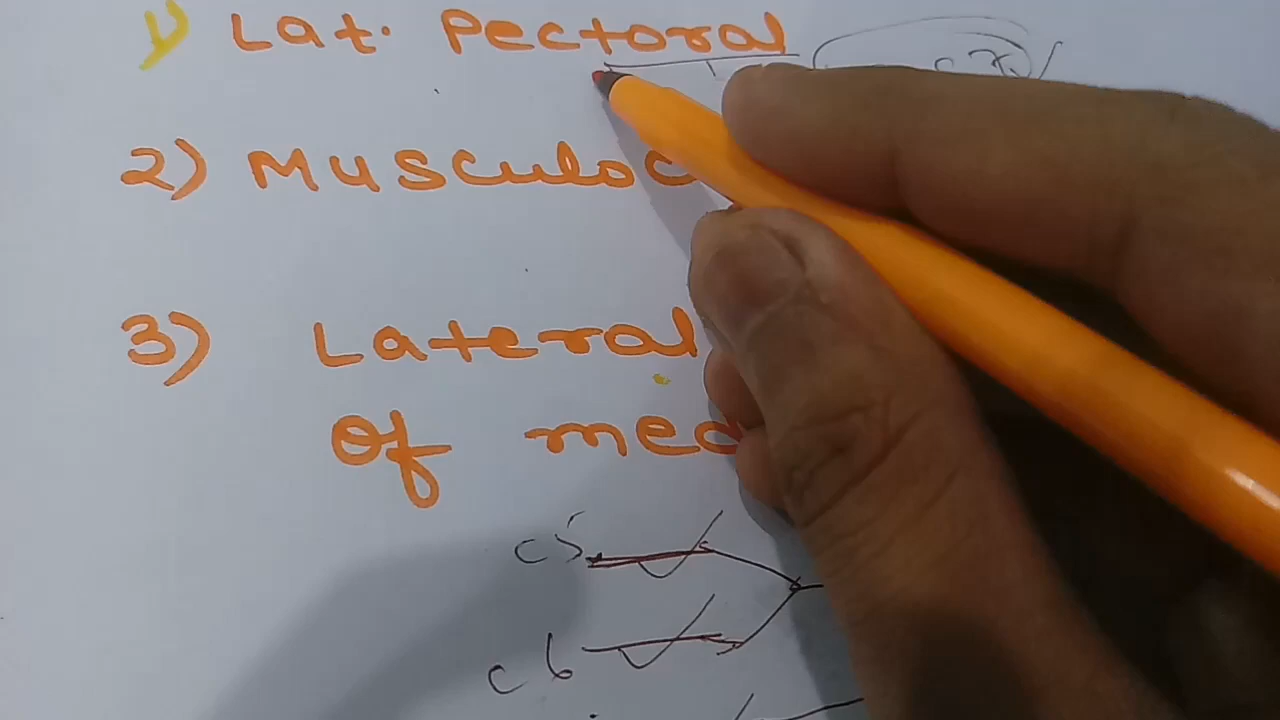 1) Lat. Pectoral
2) Musculoc
3) Lateral
of med
c5
c6